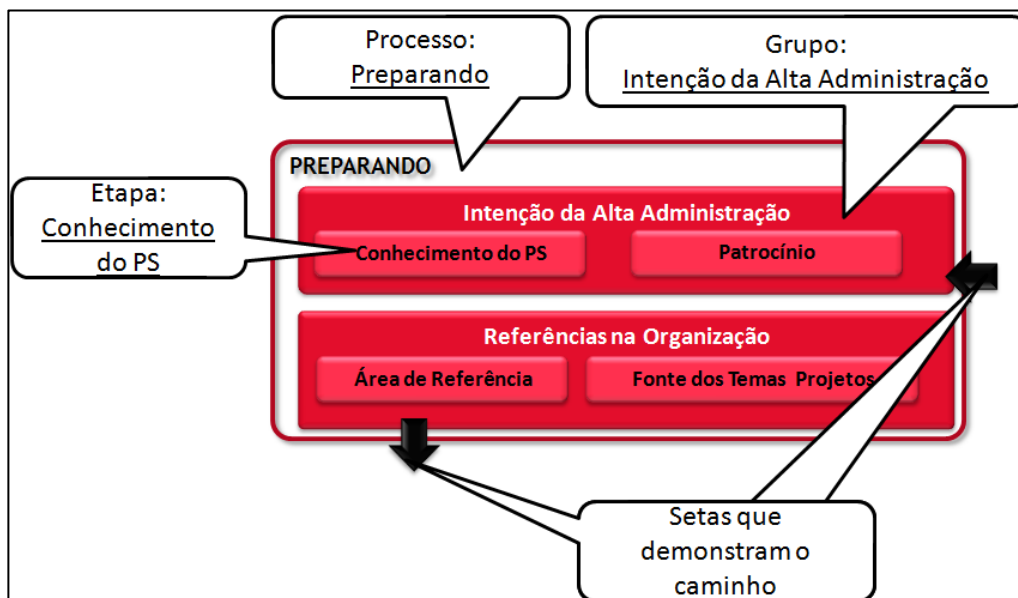 Processo:
Preparando
Grupo:
Intenção da Alta Administração
PREPARANDO
Etapa:
Conhecimento
do PS
Intenção da Alta Administração
Conhecimento do PS
Patrocínio
Referências na Organização
Área de Referência
Fonte dos Temas Projetos
Setas que
demonstram o
caminho